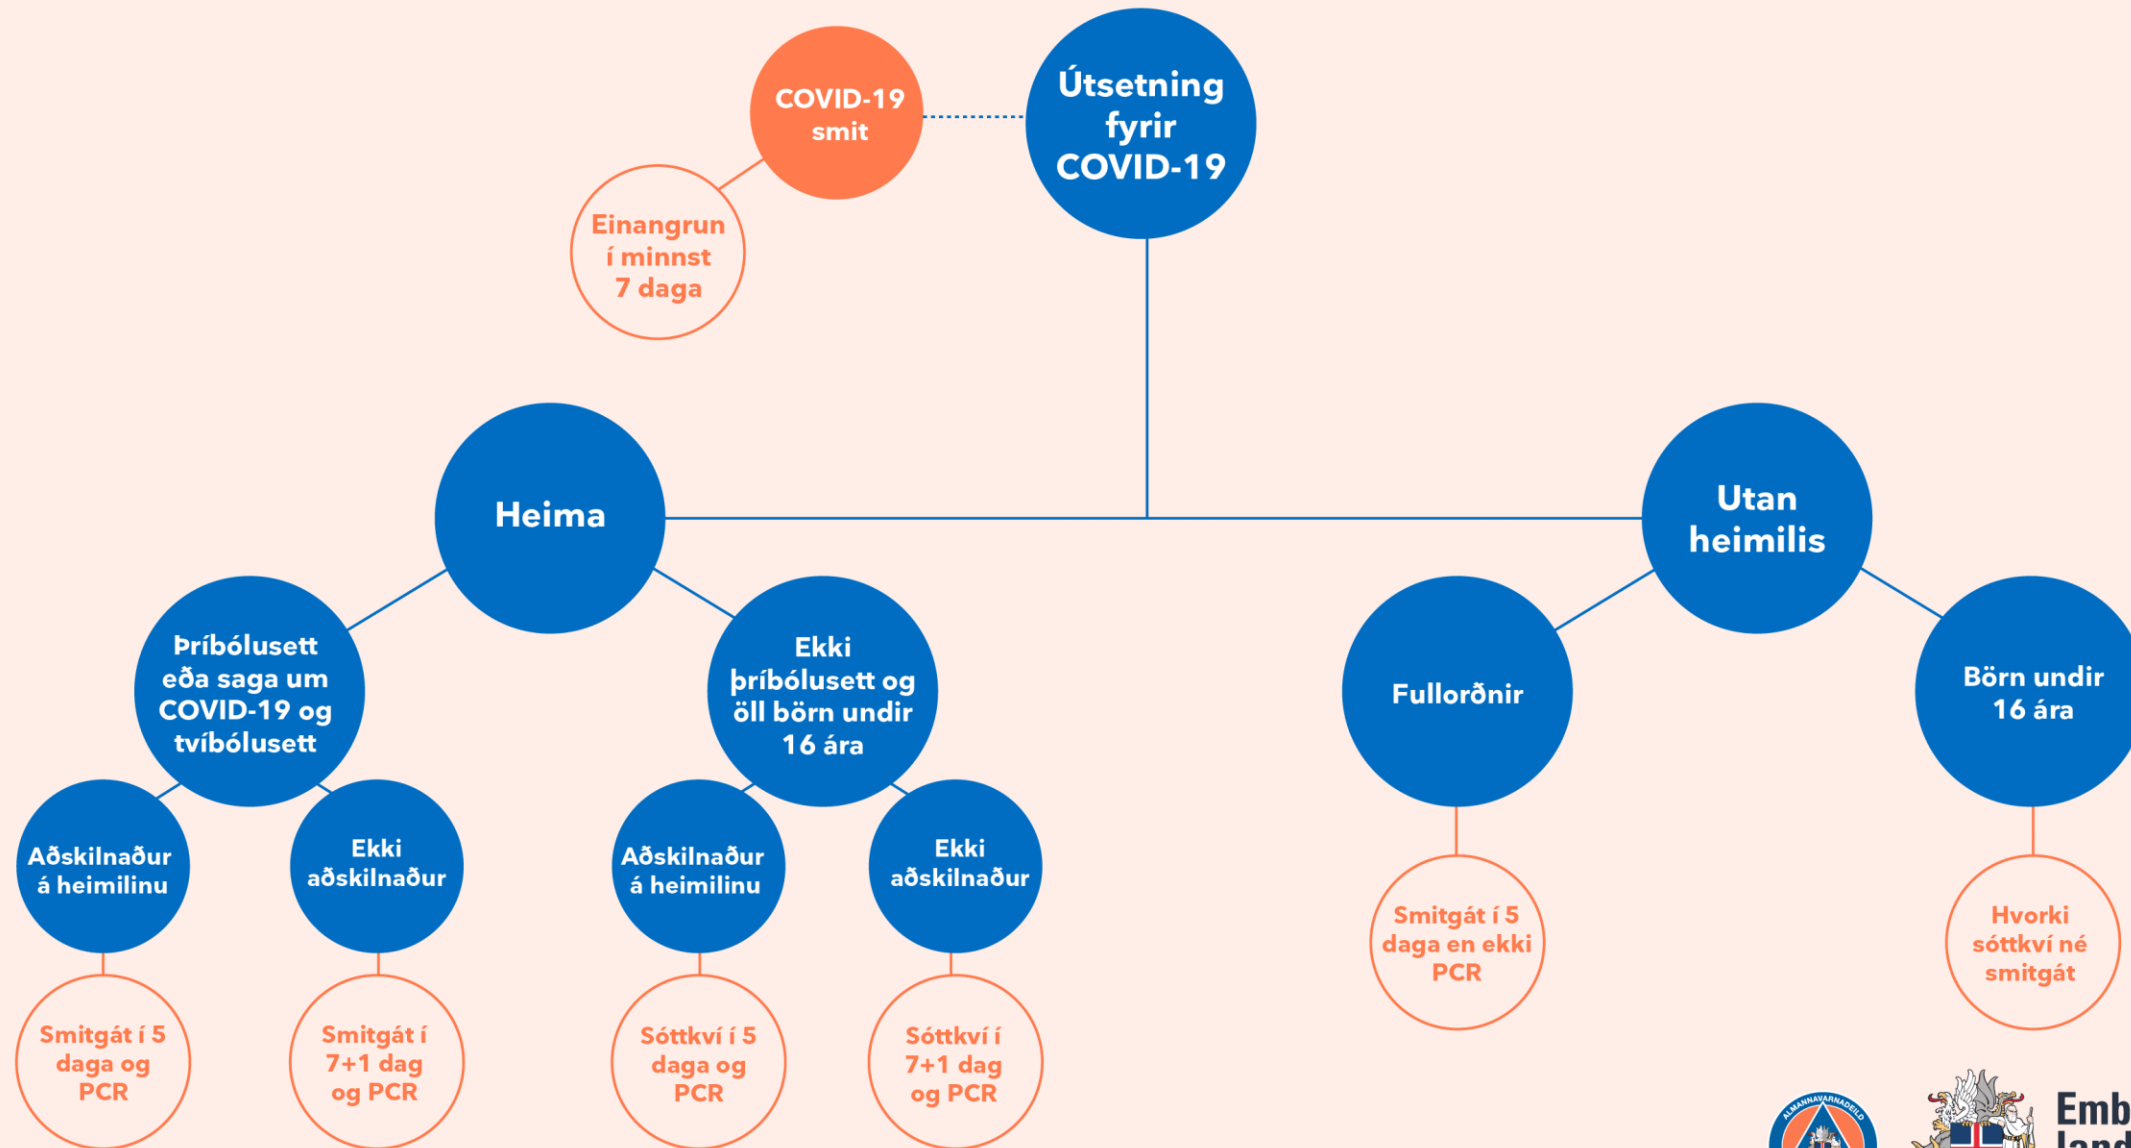 COVID-19
smit
Útsetning
fyrir
COVID-19
Einangrun
í minnst
7 daga
Heima
Utan
heimilis
Þríbólusett
eða saga um
COVID-19 og
tvíbólusett
Ekki
þríbólusett og
öll börn undir
16 ára
Fullorðnir
Börn undir
16 ára
Aðskilnaður
á heimilinu
Ekki
aðskilnaður
Aðskilnaður
á heimilinu
Ekki
aðskilnaður
Smitgát í 5
daga en ekki
PCR
Hvorki
sóttkví né
smitgát
Smitgát í 5
daga og
PCR
Smitgát í
7+1 dag
og PCR
Sóttkví í 5
daga og
PCR
Sóttkví í
7+1 dag
og PCR
ALMANNAVARNADEILD
Emb
land